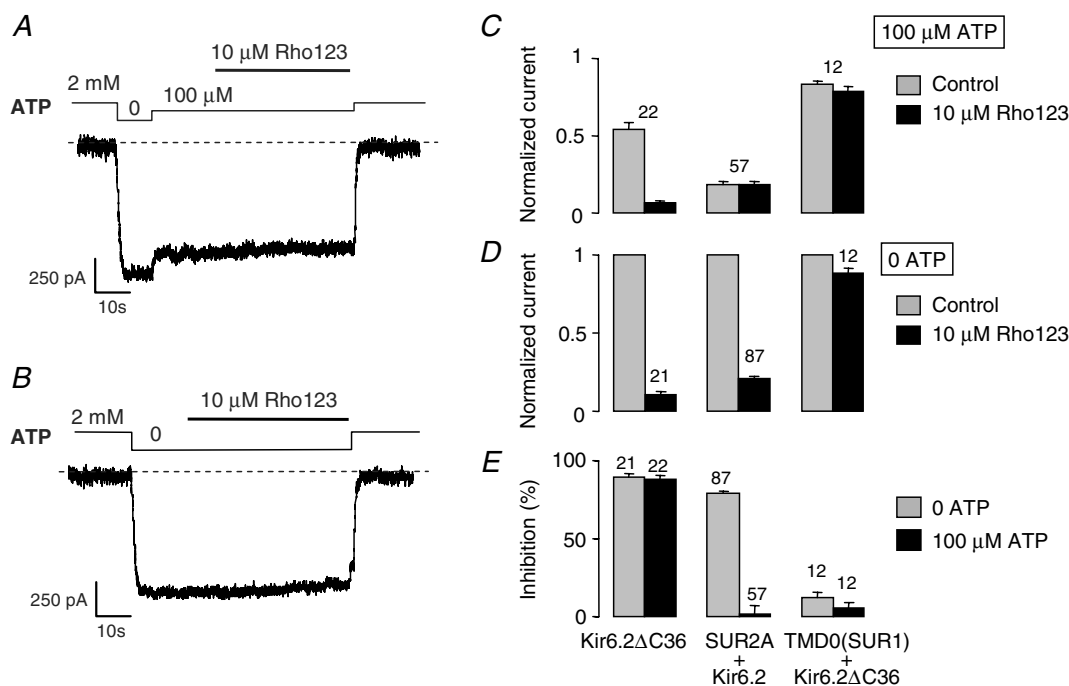 A
10 μM Rho123
2 mM
ATP
0
100 μM
250 pA
10s
B
10 μM Rho123
2 mM
ATP
0
250 pA
10s
C
100 μM ATP
Normalized current
1
0.5
0
22
57
12
Control
10 μM Rho123
D
0 ATP
Normalized current
1
0.5
0
21
87
12
Control
10 μM Rho123
E
Inhibition (%)
100
50
0
21
22
87
57
12
12
0 ATP
100 μM ATP
Kir6.2ΔC36
SUR2A
+
Kir6.2
TMD0(SUR1)
+
Kir6.2ΔC36